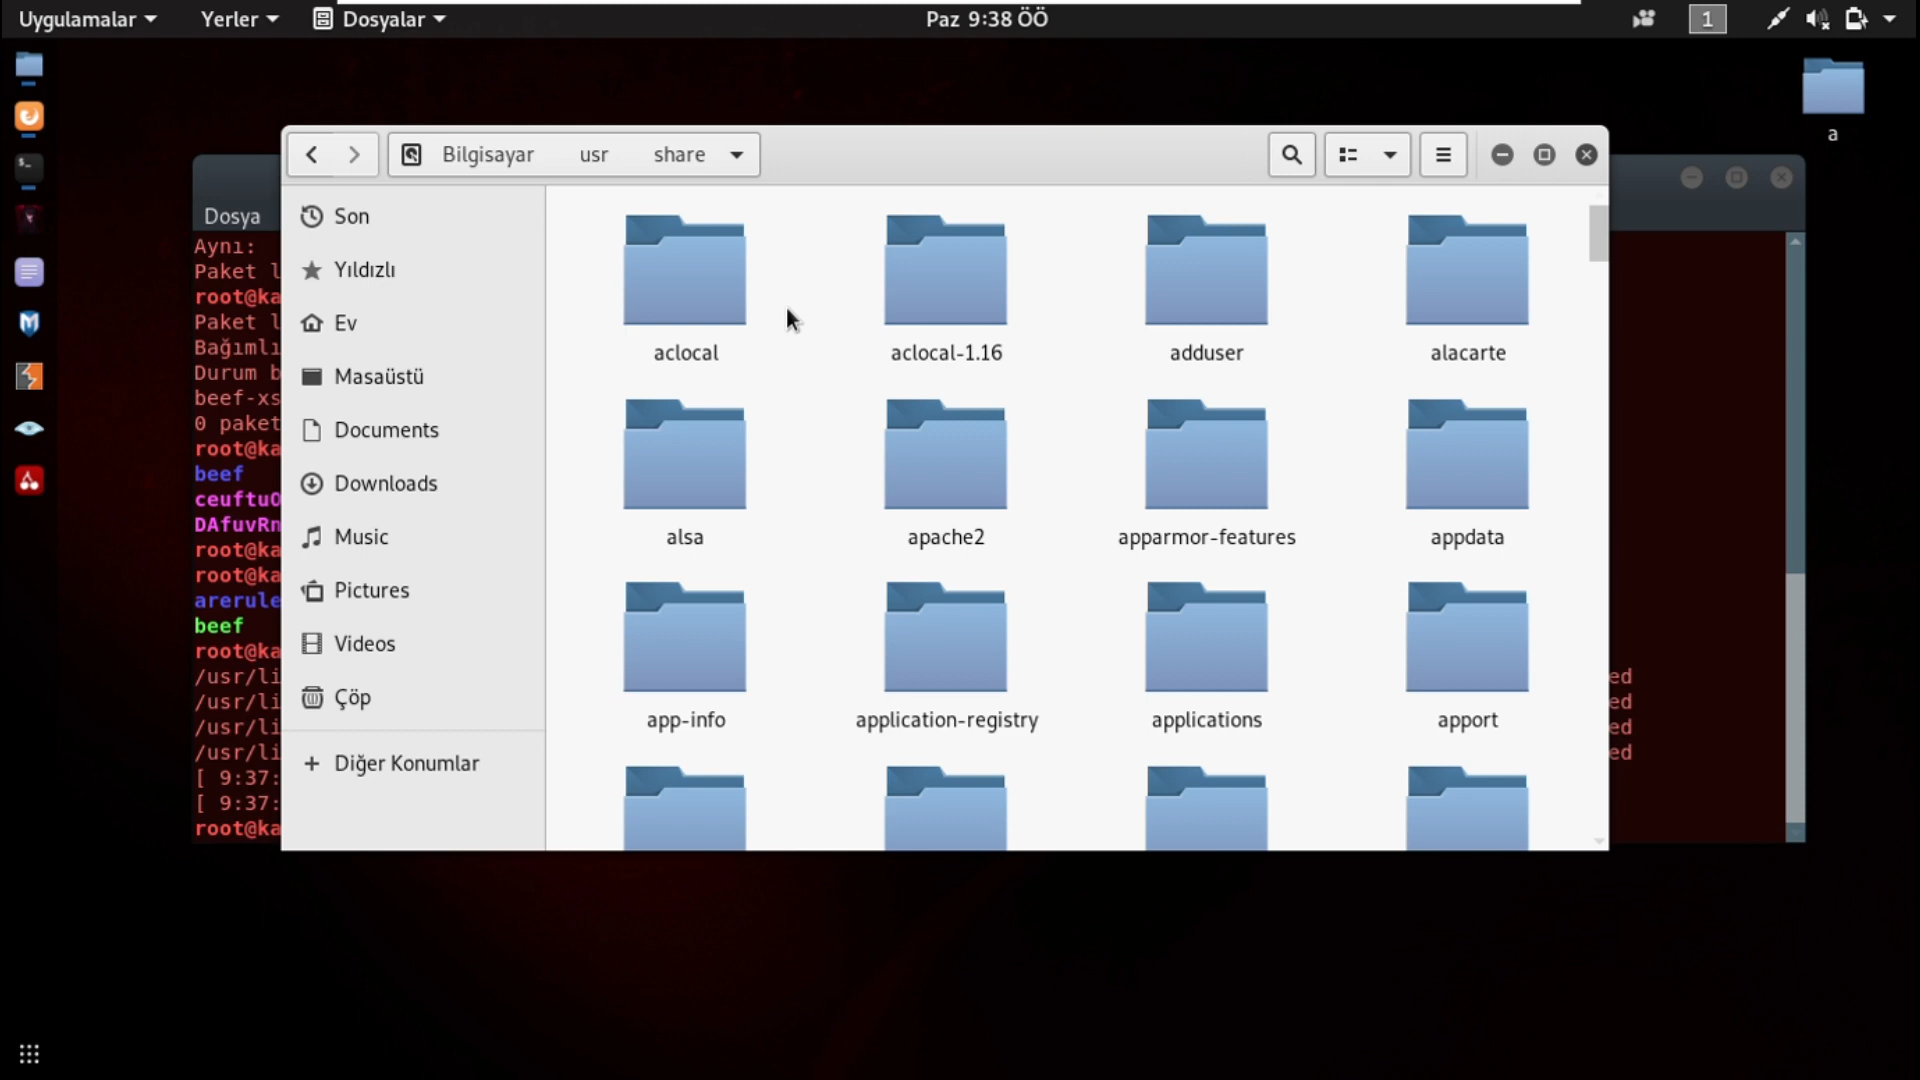 Uygulamalar Yerler Dosyalar Paz 9:38 ÖÖ 1
a
Bilgisayar usr share
Dosya
Son
Yıldızlı
Ev
Masaüstü
Documents
Downloads
Music
Pictures
Videos
Çöp
+ Diğer Konumlar
aclocal aclocal-1.16 adduser alacarte
alsa apache2 apparmor-features appdata
app-info application-registry applications apport
Aynı:
Paket l
root@ka
Paket l
Bağımlı
Durum b
beef-xs
0 paket
root@ka
beef
ceuftuO
DAfuvRn
root@ka
root@ka
arerule
beef
root@ka
/usr/li ed
/usr/li ed
/usr/li ed
/usr/li ed
[ 9:37:
[ 9:37:
root@ka